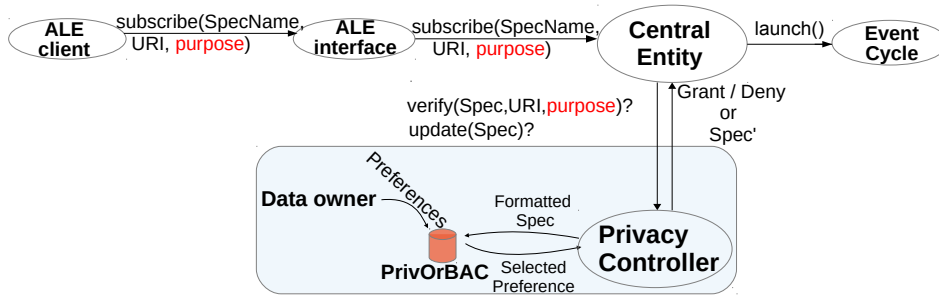 ALE
client
subscribe(SpecName,
URI, purpose)
ALE
interface
subscribe(SpecName,
URI, purpose)
Central
Entity
launch()
Event
Cycle
verify(Spec,URI,purpose)?
update(Spec)?
Grant / Deny
or
Spec'
Data owner
Preferences
PrivOrBAC
Formatted
Spec
Selected
Preference
Privacy
Controller